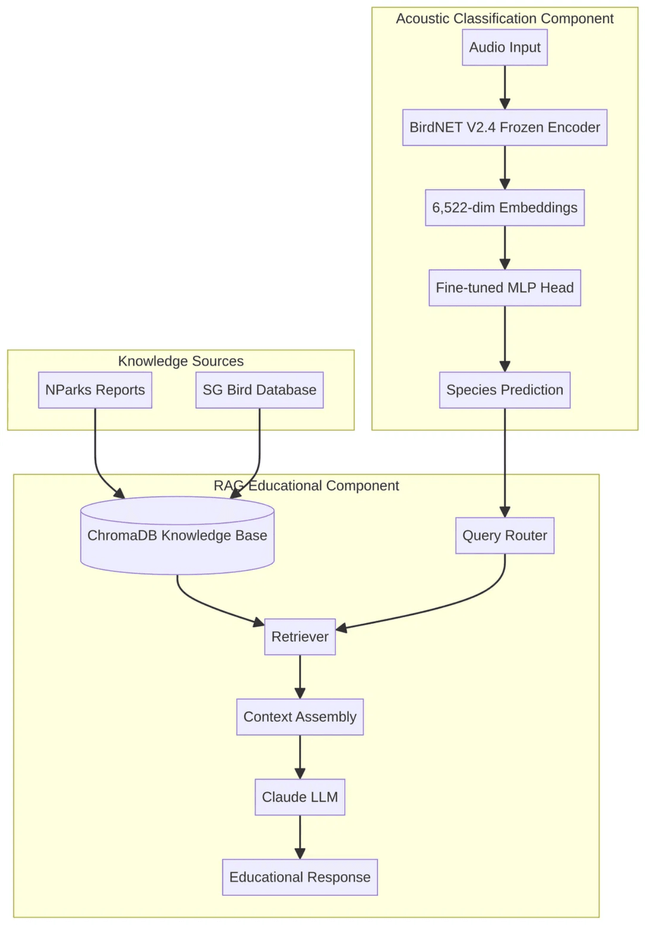 Acoustic Classification Component
Audio Input
BirdNET V2.4 Frozen Encoder
6,522-dim Embeddings
Fine-tuned MLP Head
Species Prediction
Knowledge Sources
NParks Reports
SG Bird Database
RAG Educational Component
ChromaDB Knowledge Base
Query Router
Retriever
Context Assembly
Claude LLM
Educational Response